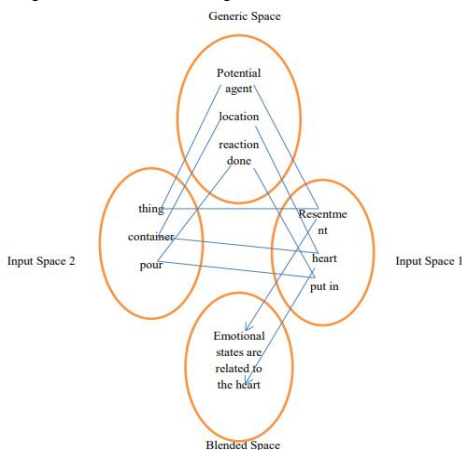 Generic Space
Potential
agent
location
reaction
done
thing
container
pour
Resentme
nt
heart
put in
Input Space 2
Input Space 1
Emotional
states are
related to
the heart
Blended Space